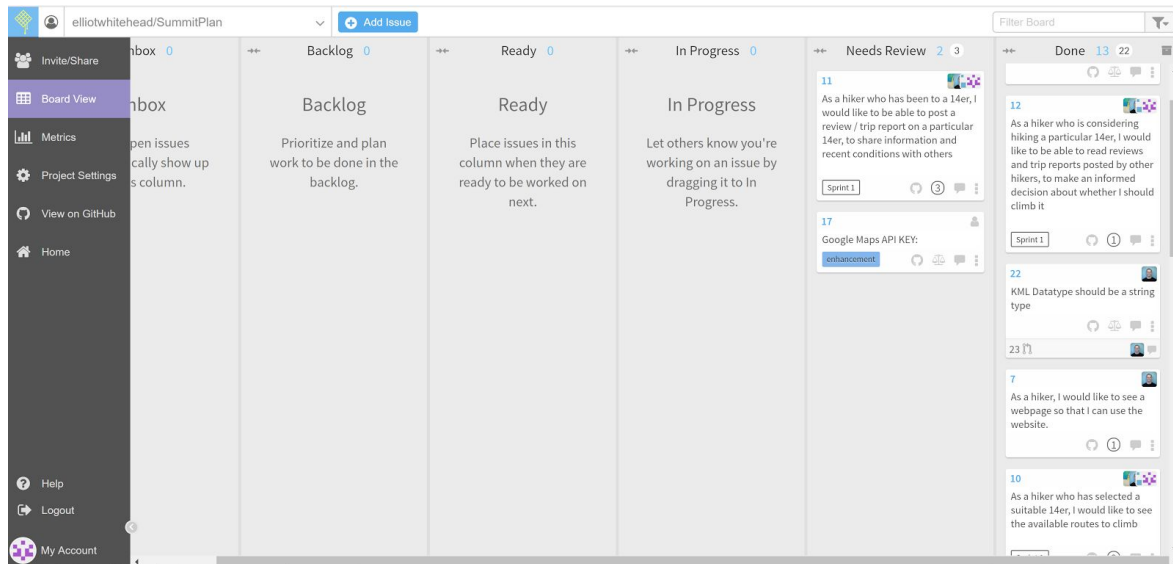 elliotwhitehead/SummitPlan
Add Issue
Filter Board
Invite/Share
Board View
Metrics
Project Settings
View on GitHub
Home
Help
Logout
My Account
nbox 0
nbox
pen issues
cally show up
s column.
Backlog 0
Backlog
Prioritize and plan
work to be done in the
backlog.
Ready 0
Ready
Place issues in this
column when they are
ready to be worked on
next.
In Progress 0
In Progress
Let others know you're
working on an issue by
dragging it to In
Progress.
Needs Review 2 3
11
As a hiker who has been to a 14er, I
would like to be able to post a
review / trip report on a particular
14er, to share information and
recent conditions with others
Sprint 1 3
17
Google Maps API KEY:
enhancement
Done 13 22
12
As a hiker who is considering
hiking a particular 14er, I would
like to be able to read reviews
and trip reports posted by other
hikers, to make an informed
decision about whether I should
climb it
Sprint 1 1
22
KML Datatype should be a string
type
23
7
As a hiker, I would like to see a
webpage so that I can use the
website.
1
10
As a hiker who has selected a
suitable 14er, I would like to see
the available routes to climb